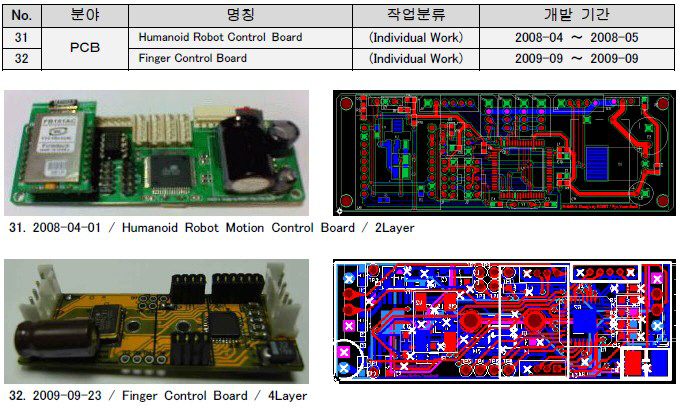 No. 분야 명칭 작업분류 개발 기간
31 PCB Humanoid Robot Control Board (Individual Work) 2008-04 ~ 2008-05
32 Finger Control Board (Individual Work) 2009-09 ~ 2009-09
FB151AC
31. 2008-04-01 / Humanoid Robot Motion Control Board / 2Layer
32. 2009-09-23 / Finger Control Board / 4Layer